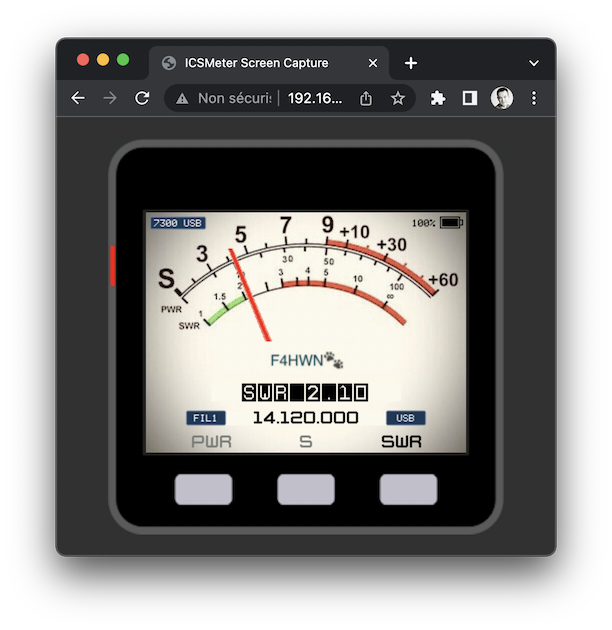 ICSMeter Screen Capture
Non sécuri 192.16...
7300 USB
100%
S 3 5 7 9 +10 +30 +60
PWR 10 30 50 100
SWR 1 1.5 2 3 4 5 10 ∞
F4HWN
SWR 2.10
FIL1 14.120.000 USB
PWR S SWR